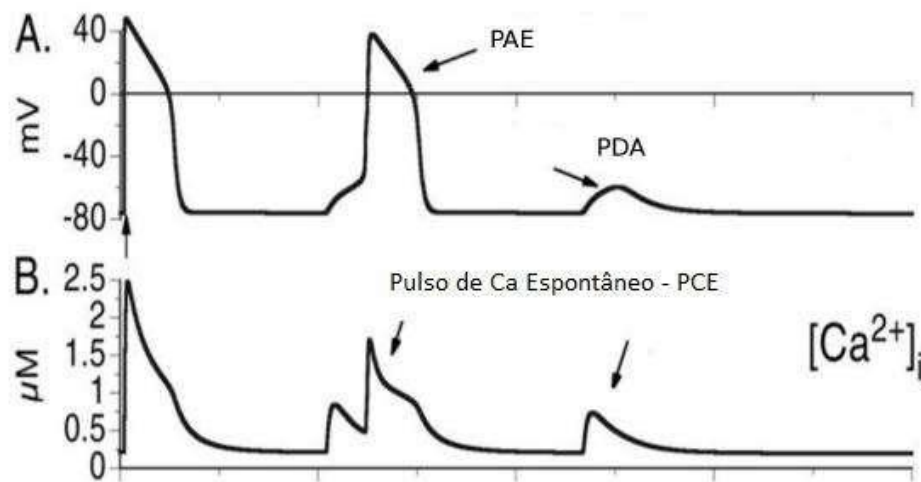 A.
mV
40
0
-40
-80
PAE
PDA
B.
μM
2.5
2
1.5
1
0.5
0
Pulso de Ca Espontâneo - PCE
[Ca²⁺]i